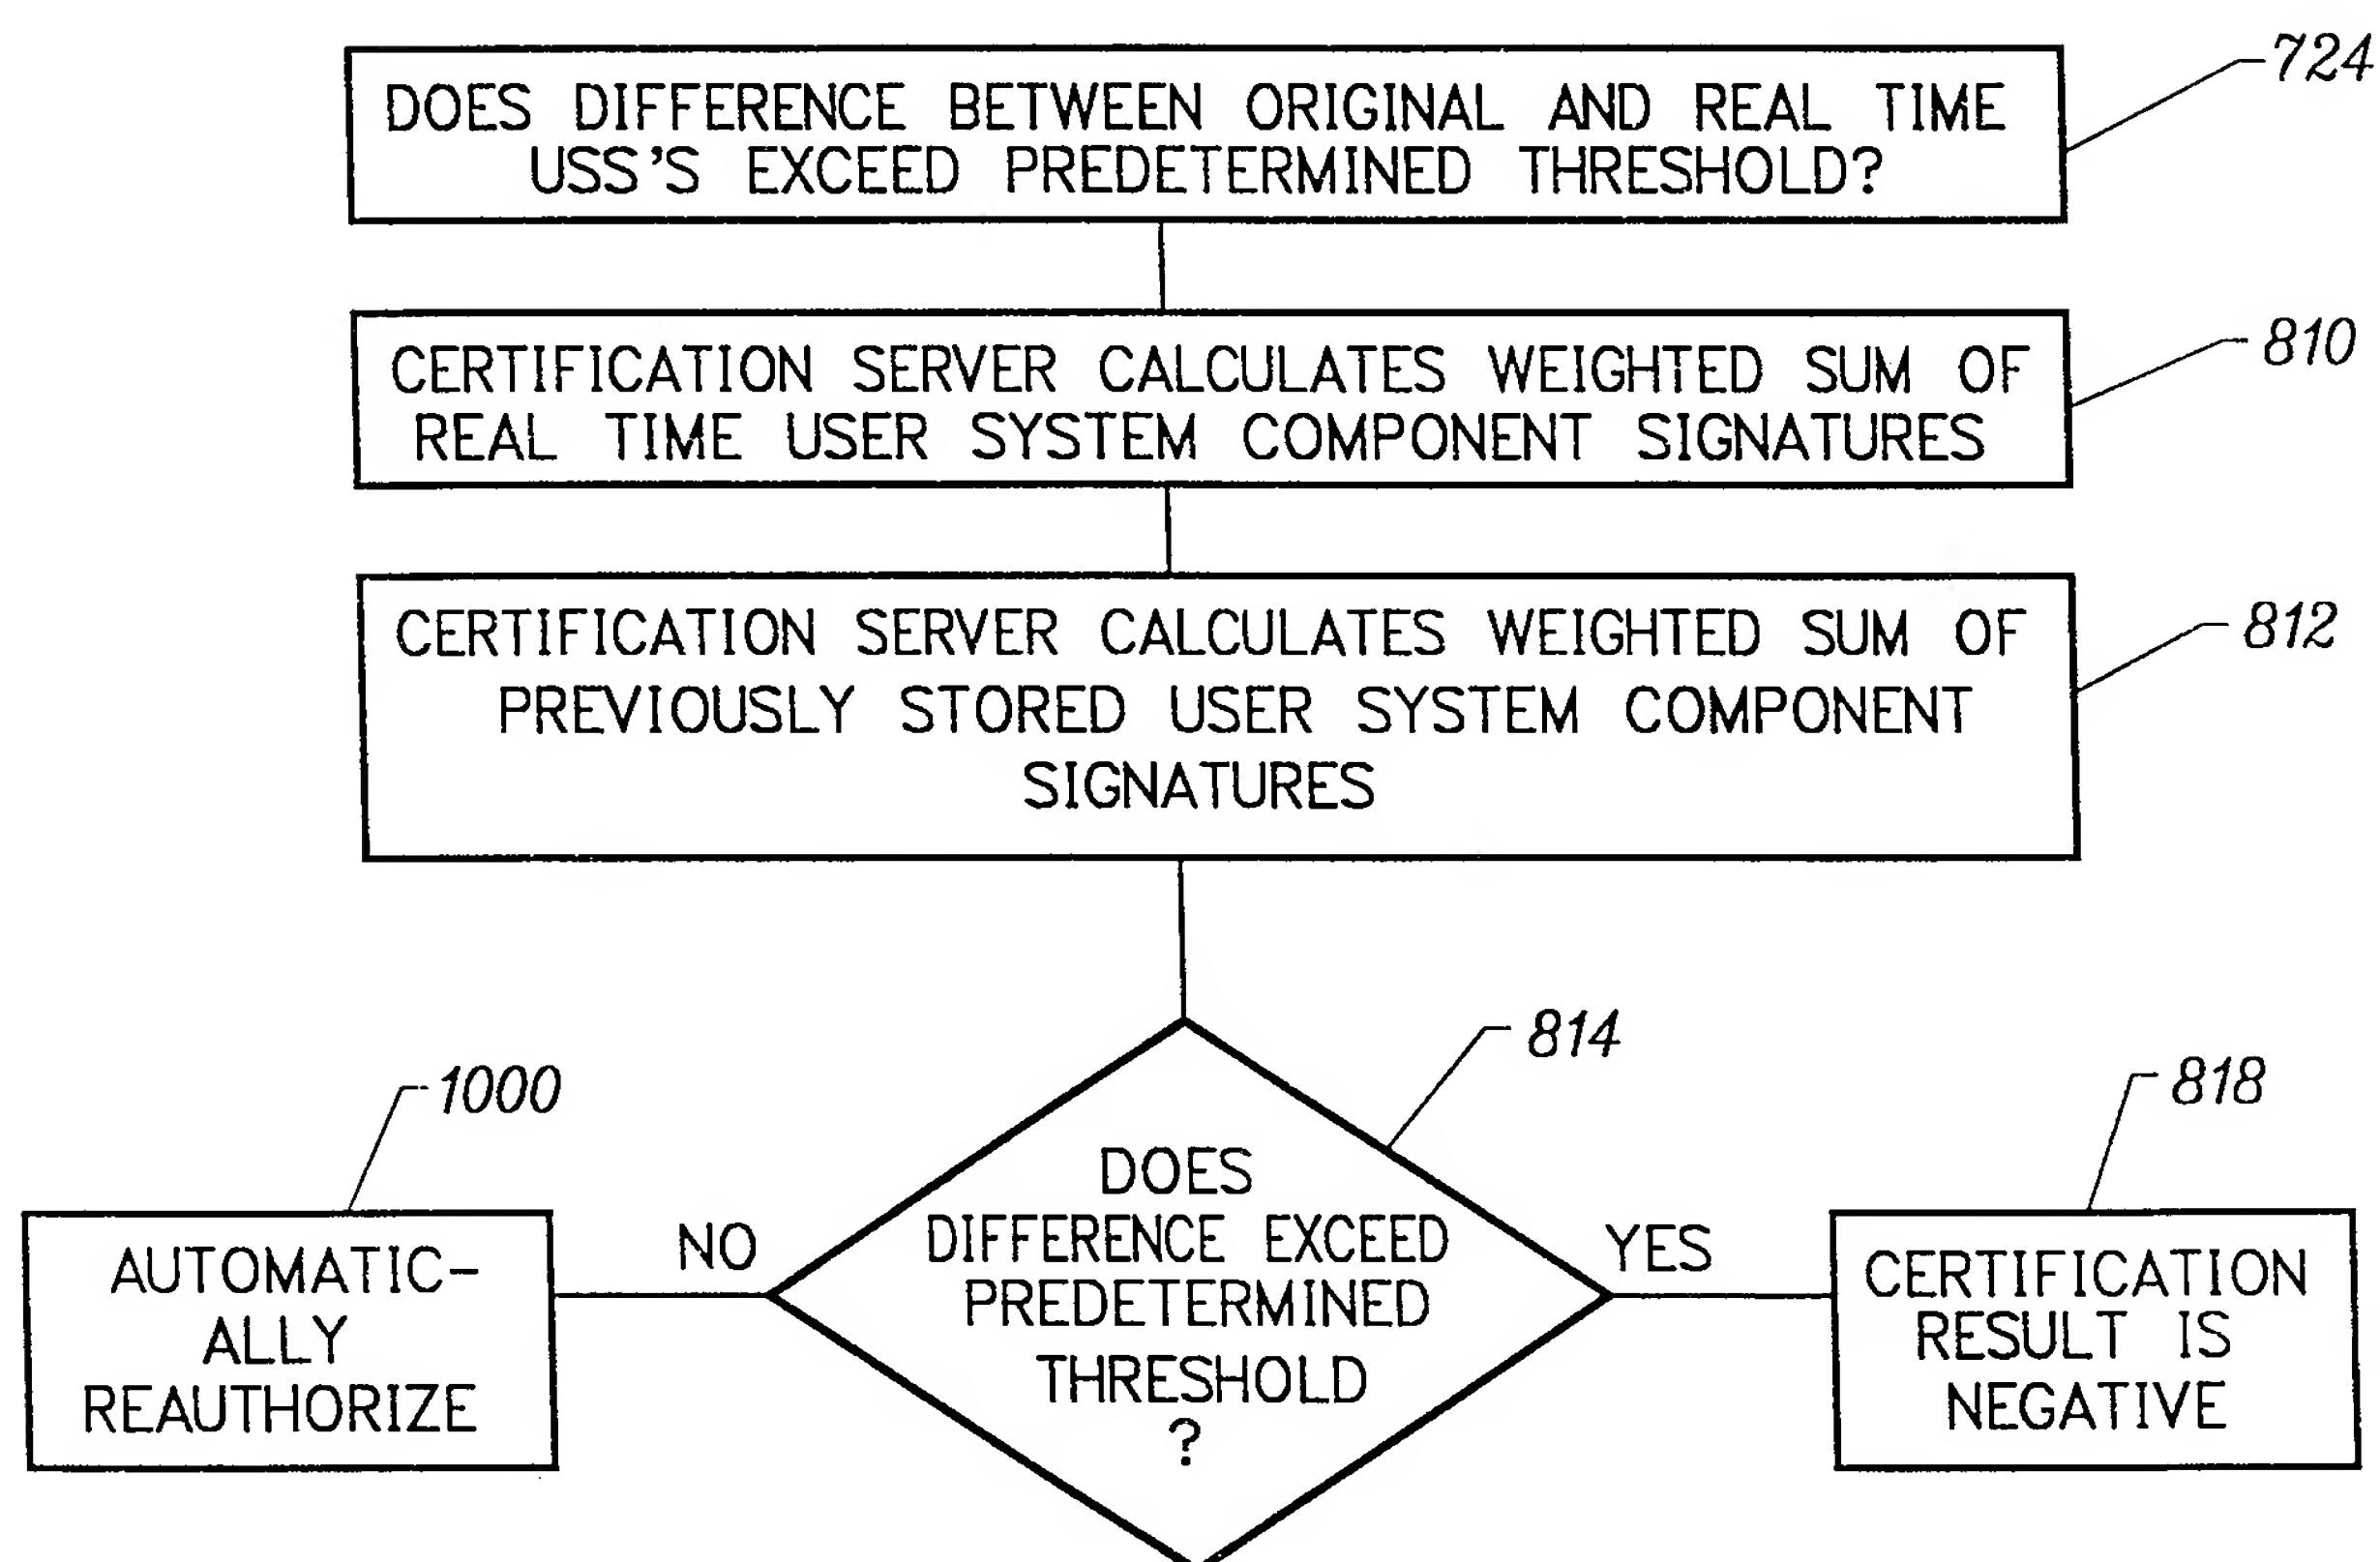 724
DOES DIFFERENCE BETWEEN ORIGINAL AND REAL TIME
USS'S EXCEED PREDETERMINED THRESHOLD?
810
CERTIFICATION SERVER CALCULATES WEIGHTED SUM OF
REAL TIME USER SYSTEM COMPONENT SIGNATURES
812
CERTIFICATION SERVER CALCULATES WEIGHTED SUM OF
PREVIOUSLY STORED USER SYSTEM COMPONENT
SIGNATURES
1000
AUTOMATIC-
ALLY
REAUTHORIZE
NO
814
DOES
DIFFERENCE EXCEED
PREDETERMINED
THRESHOLD
?
YES
818
CERTIFICATION
RESULT IS
NEGATIVE